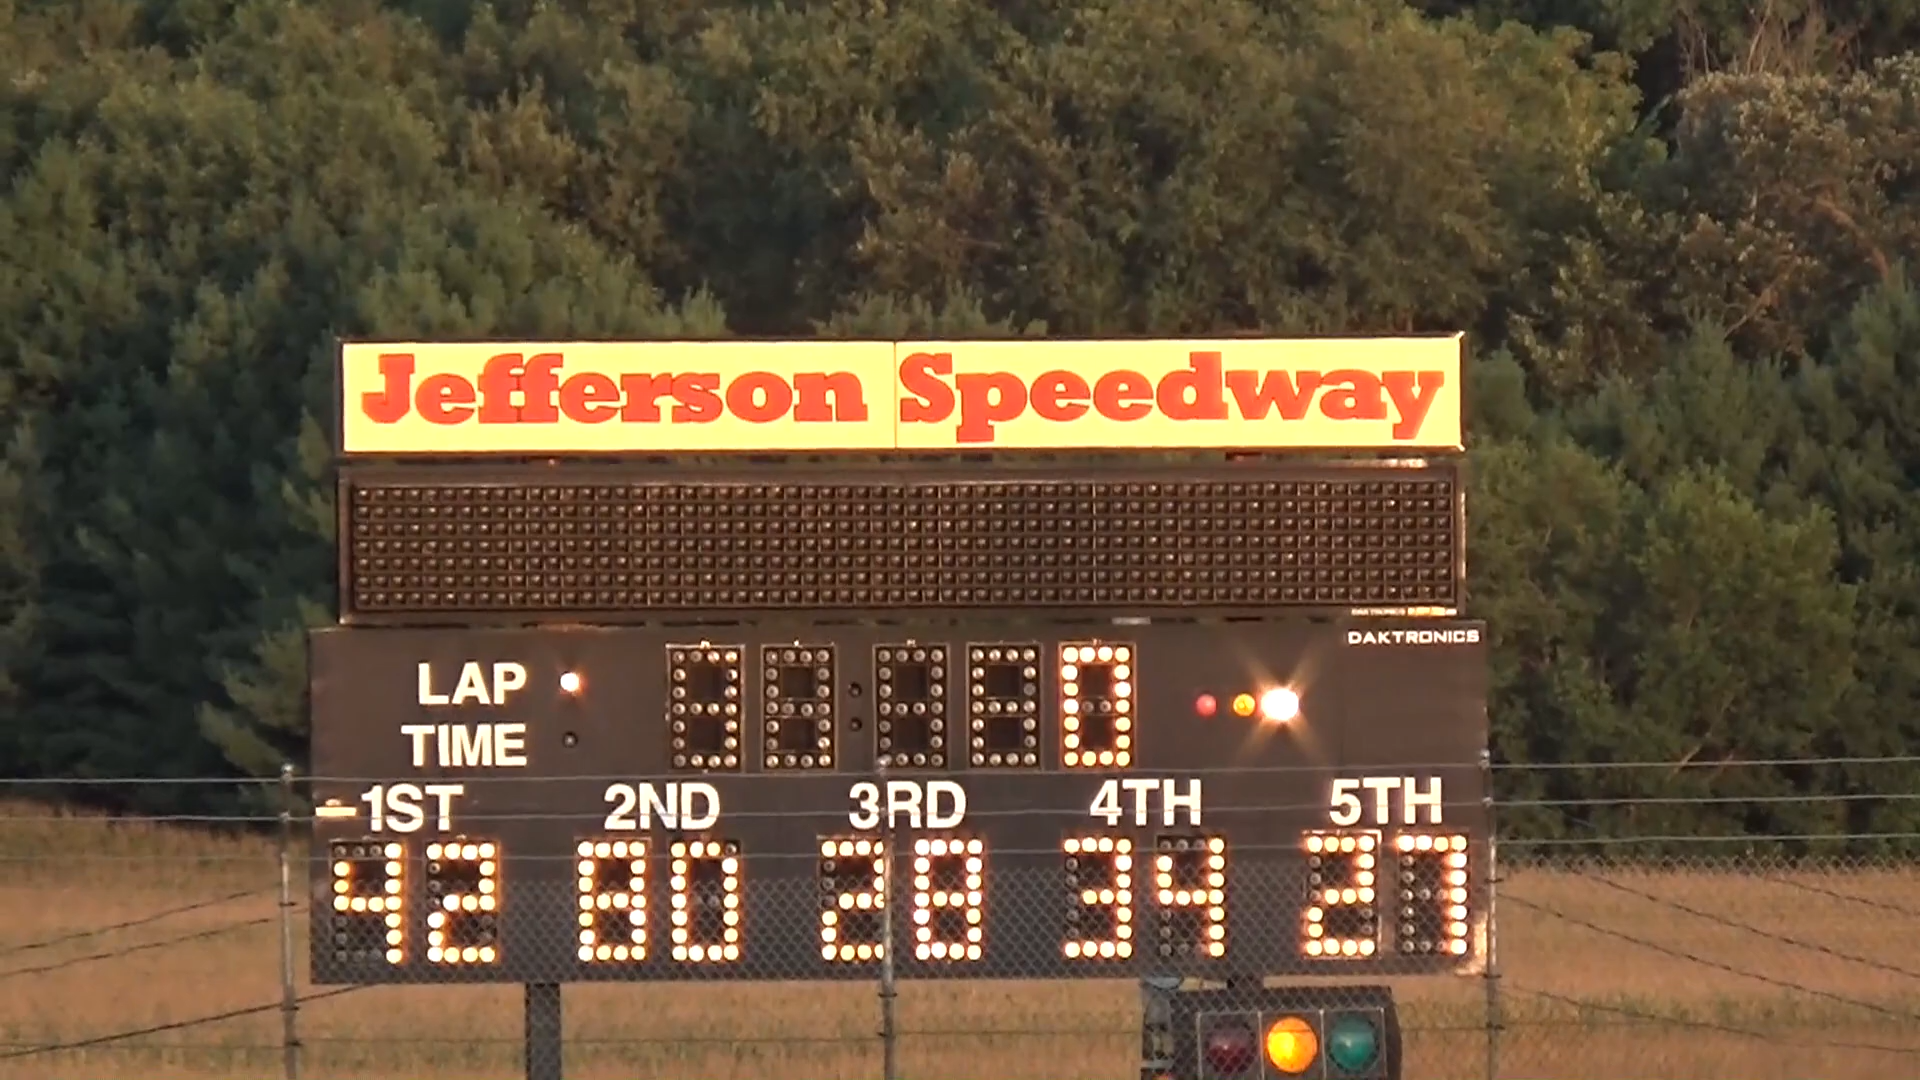 Jefferson Speedway
DAKTRONICS
LAP 0
TIME
1ST 2ND 3RD 4TH 5TH
42 80 28 34 27